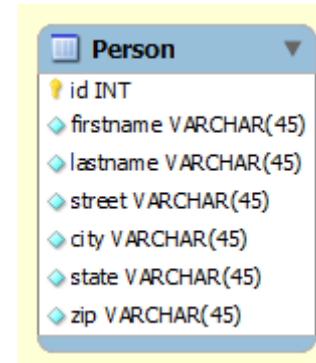 Person
id INT
firstname VARCHAR(45)
lastname VARCHAR(45)
street VARCHAR(45)
city VARCHAR(45)
state VARCHAR(45)
zip VARCHAR(45)